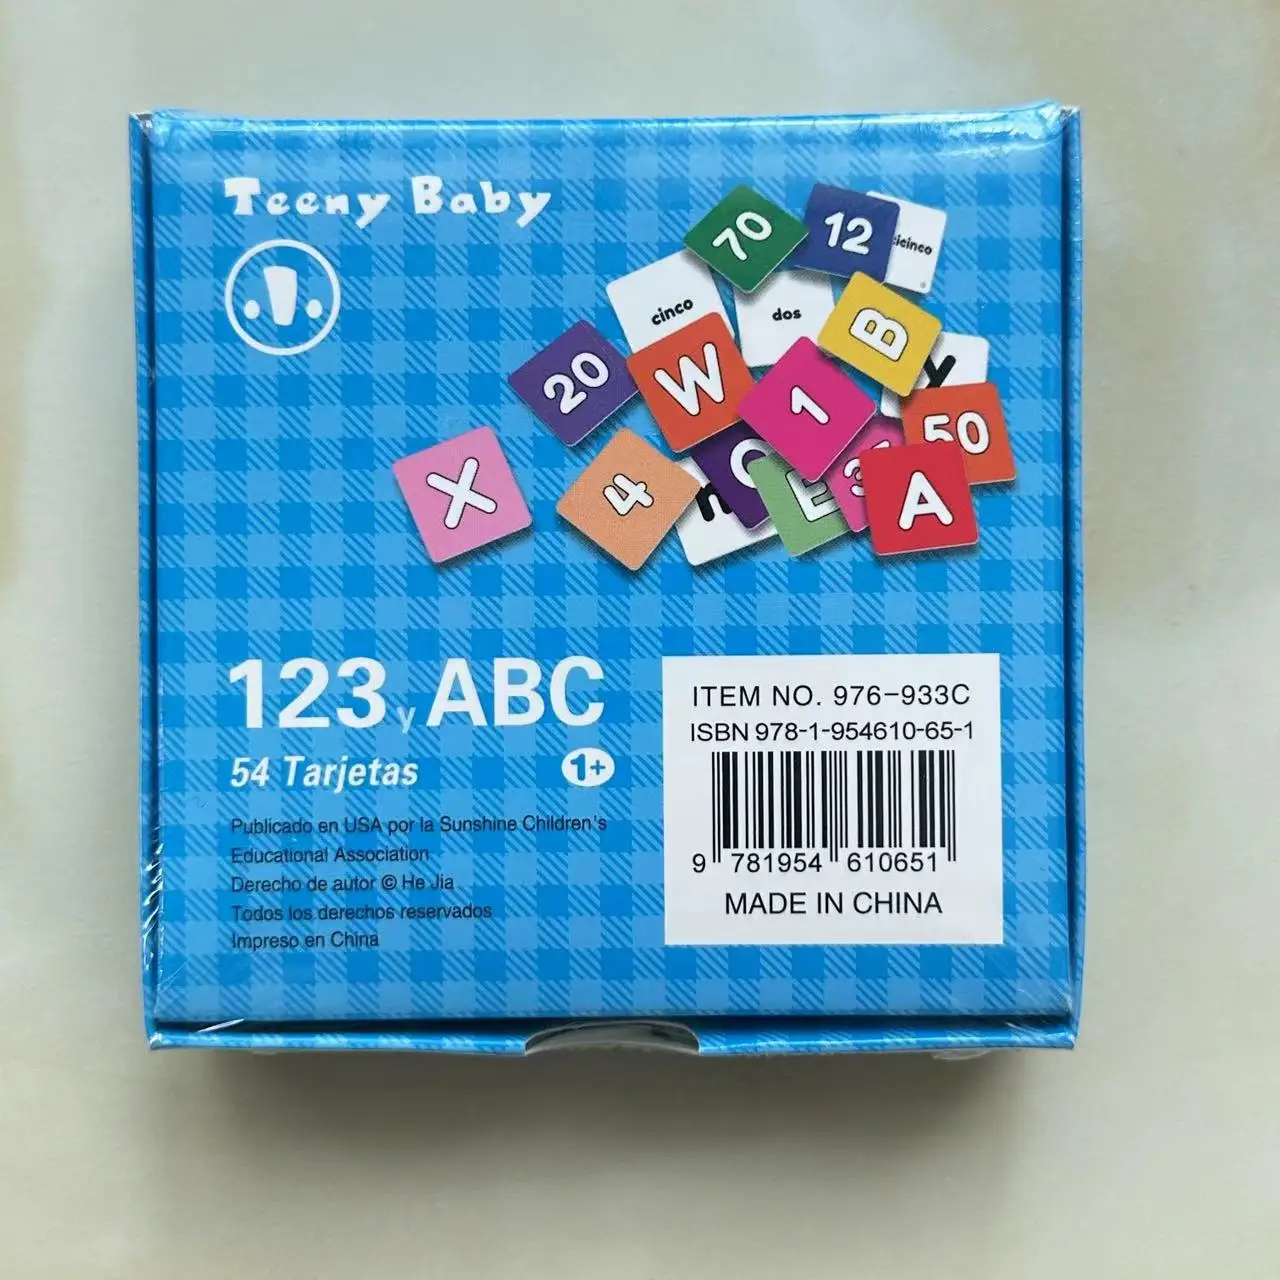 Teeny Baby
70
12
cinco
dos
B
y
20
W
1
50
X
4
n
E
3
A
123 y ABC
54 Tarjetas
1+
Publicado en USA por la Sunshine Children's
Educational Association
Derecho de autor © He Jia
Todos los derechos reservados
Impreso en China
ITEM NO. 976-933C
ISBN 978-1-954610-65-1
9 781954 610651
MADE IN CHINA